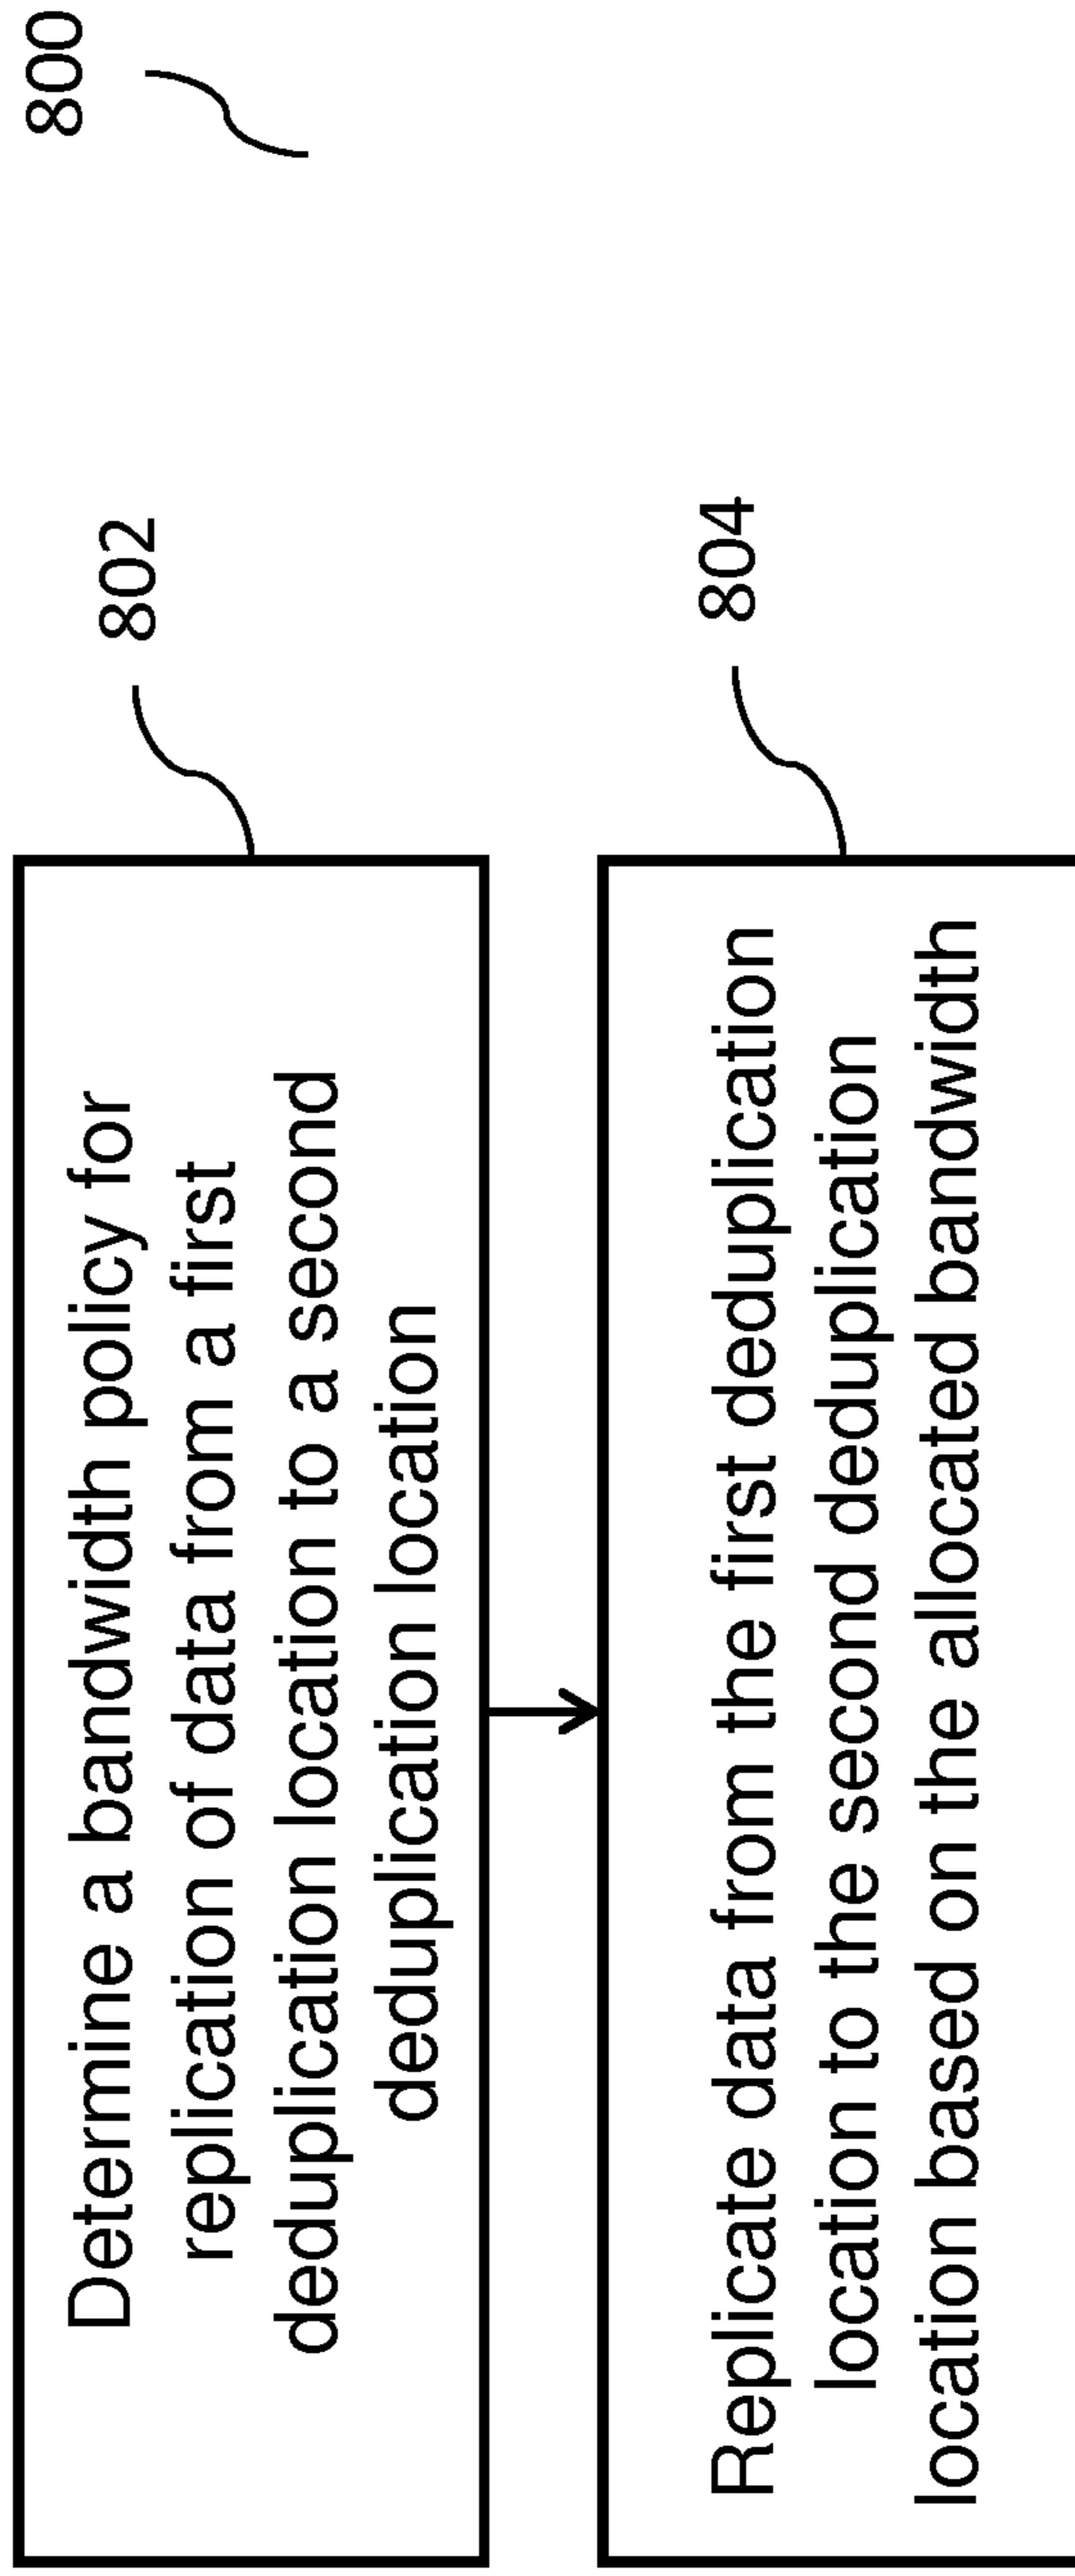 800
802
Determine a bandwidth policy for
replication of data from a first
deduplication location to a second
deduplication location
804
Replicate data from the first deduplication
location to the second deduplication
location based on the allocated bandwidth